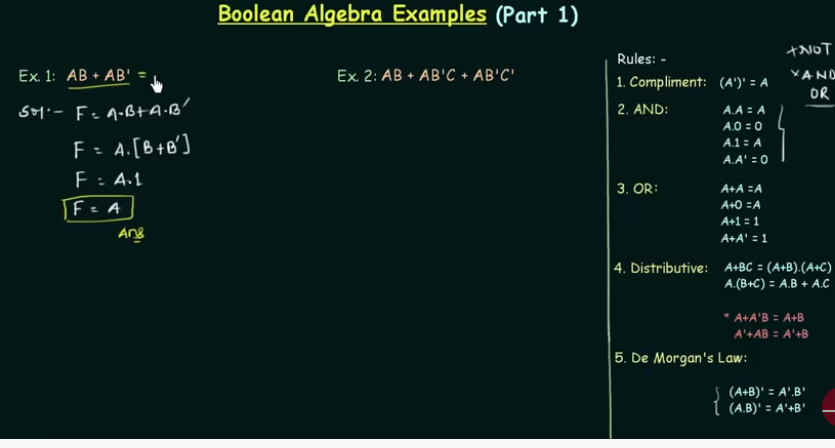 Boolean Algebra Examples (Part 1)
Ex. 1: AB + AB' =
Sol:- F = A.B+A.B'
F = A.[B+B']
F = A.1
F = A
Ans
Ex. 2: AB + AB'C + AB'C'
Rules: -
+NOT
×AND
OR
1. Compliment: (A')' = A
2. AND: A.A = A
A.0 = 0
A.1 = A
A.A' = 0
3. OR: A+A =A
A+0 =A
A+1 = 1
A+A' = 1
4. Distributive: A+BC = (A+B).(A+C)
A.(B+C) = A.B + A.C
* A+A'B = A+B
A'+AB = A'+B
5. De Morgan's Law:
(A+B)' = A'.B'
(A.B)' = A'+B'